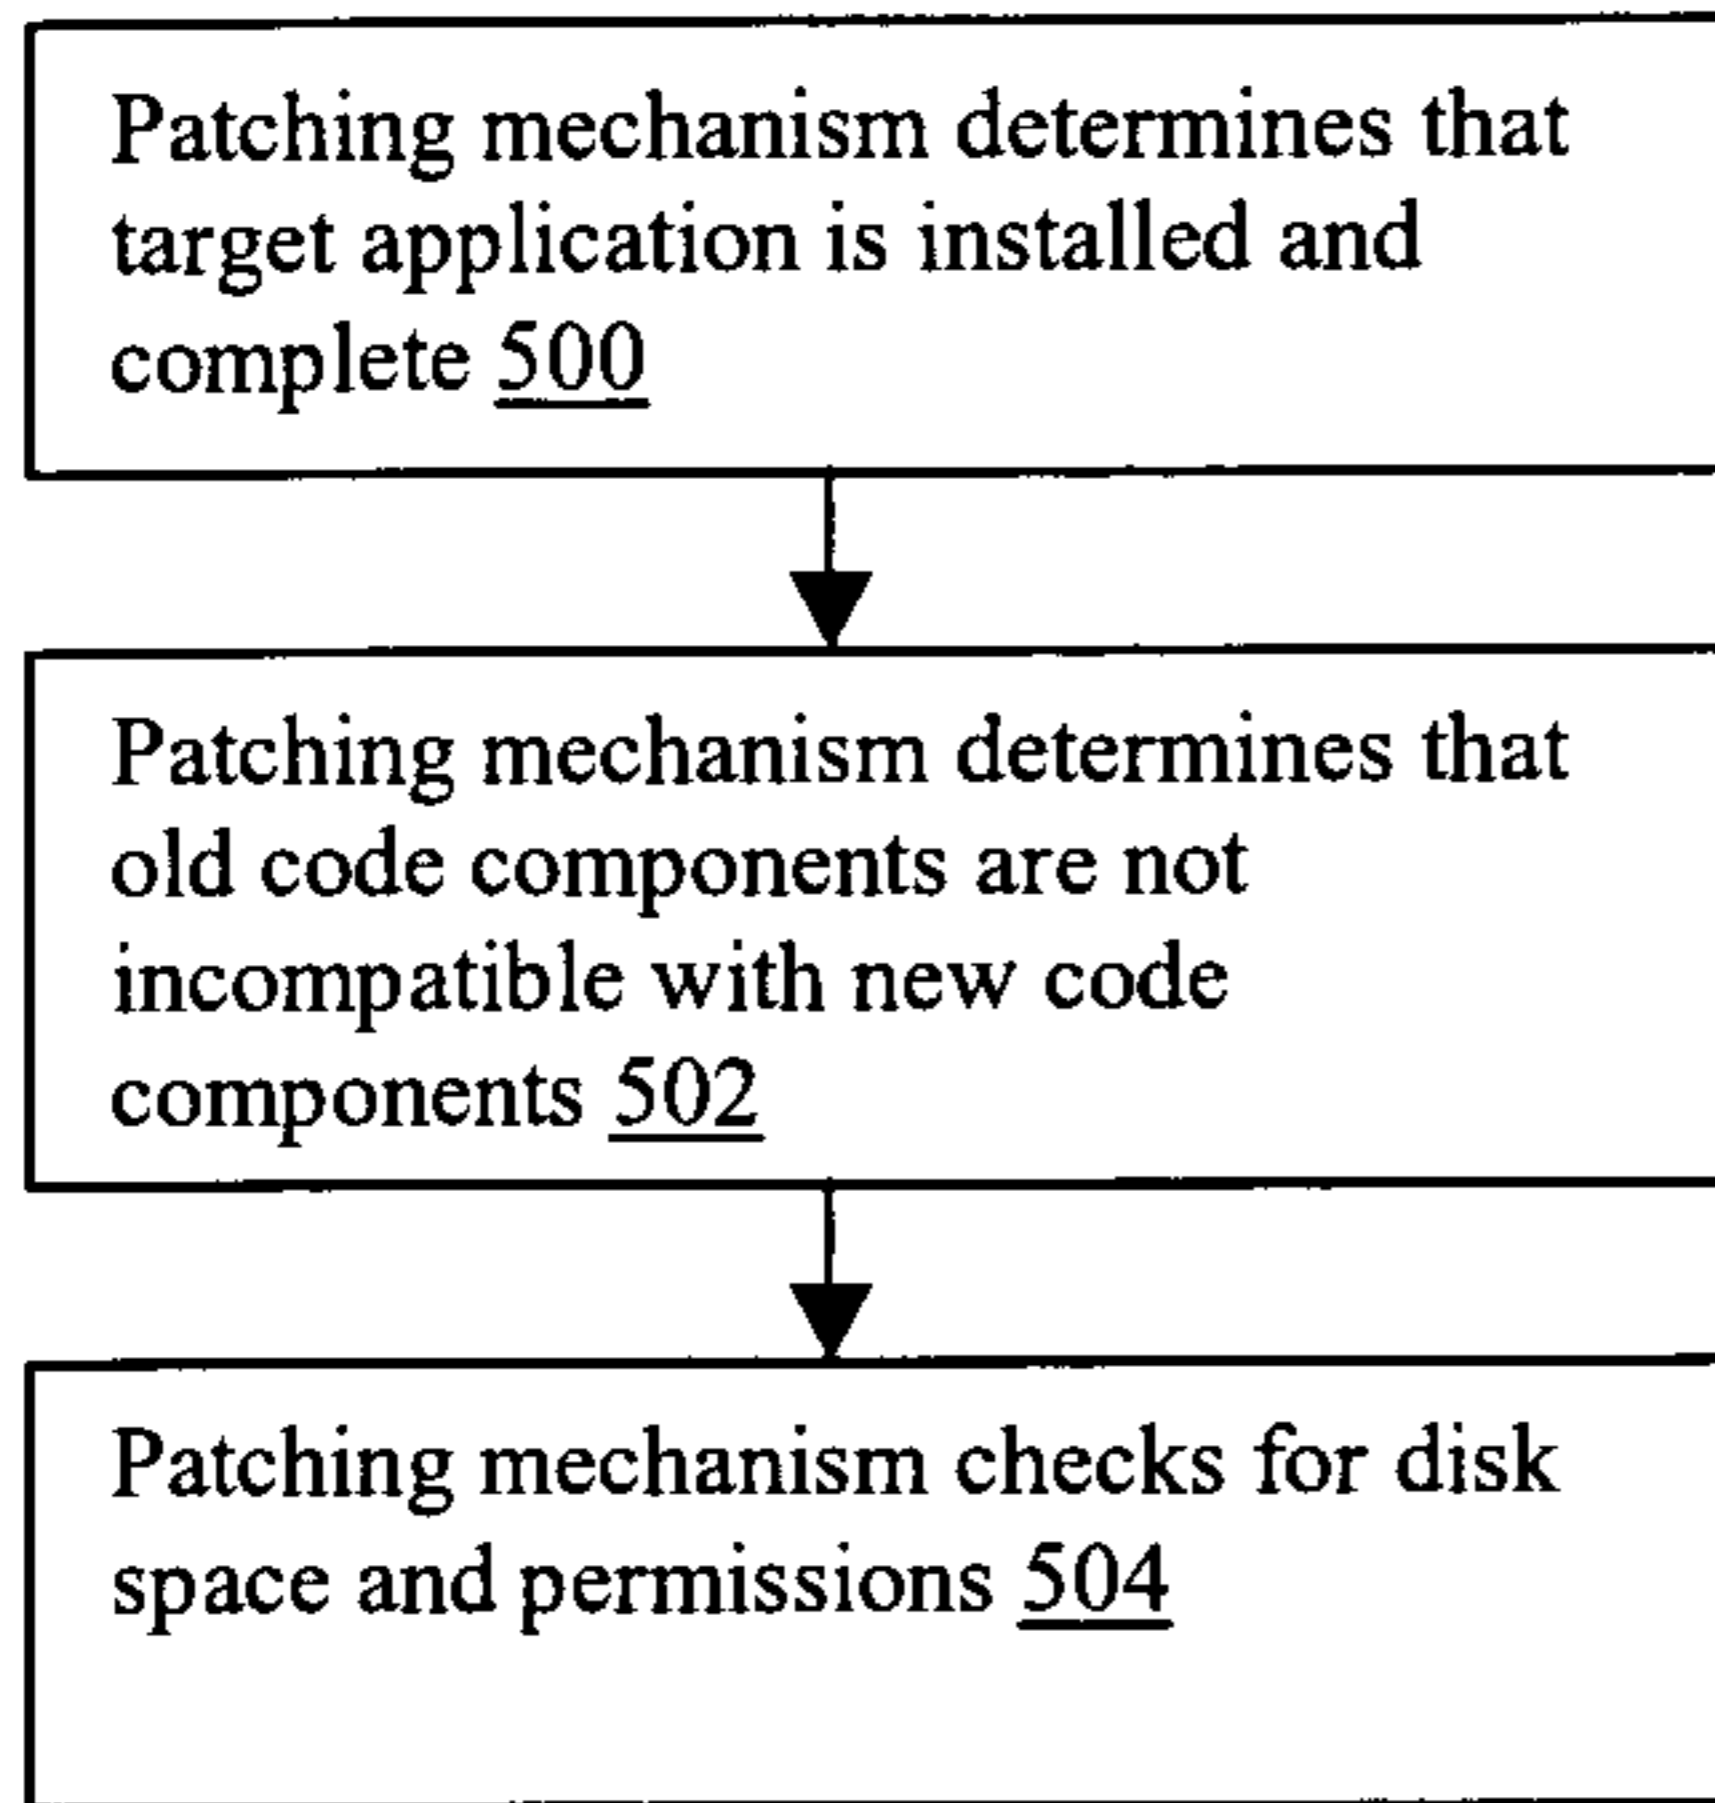 Patching mechanism determines that
target application is installed and
complete 500
Patching mechanism determines that
old code components are not
incompatible with new code
components 502
Patching mechanism checks for disk
space and permissions 504